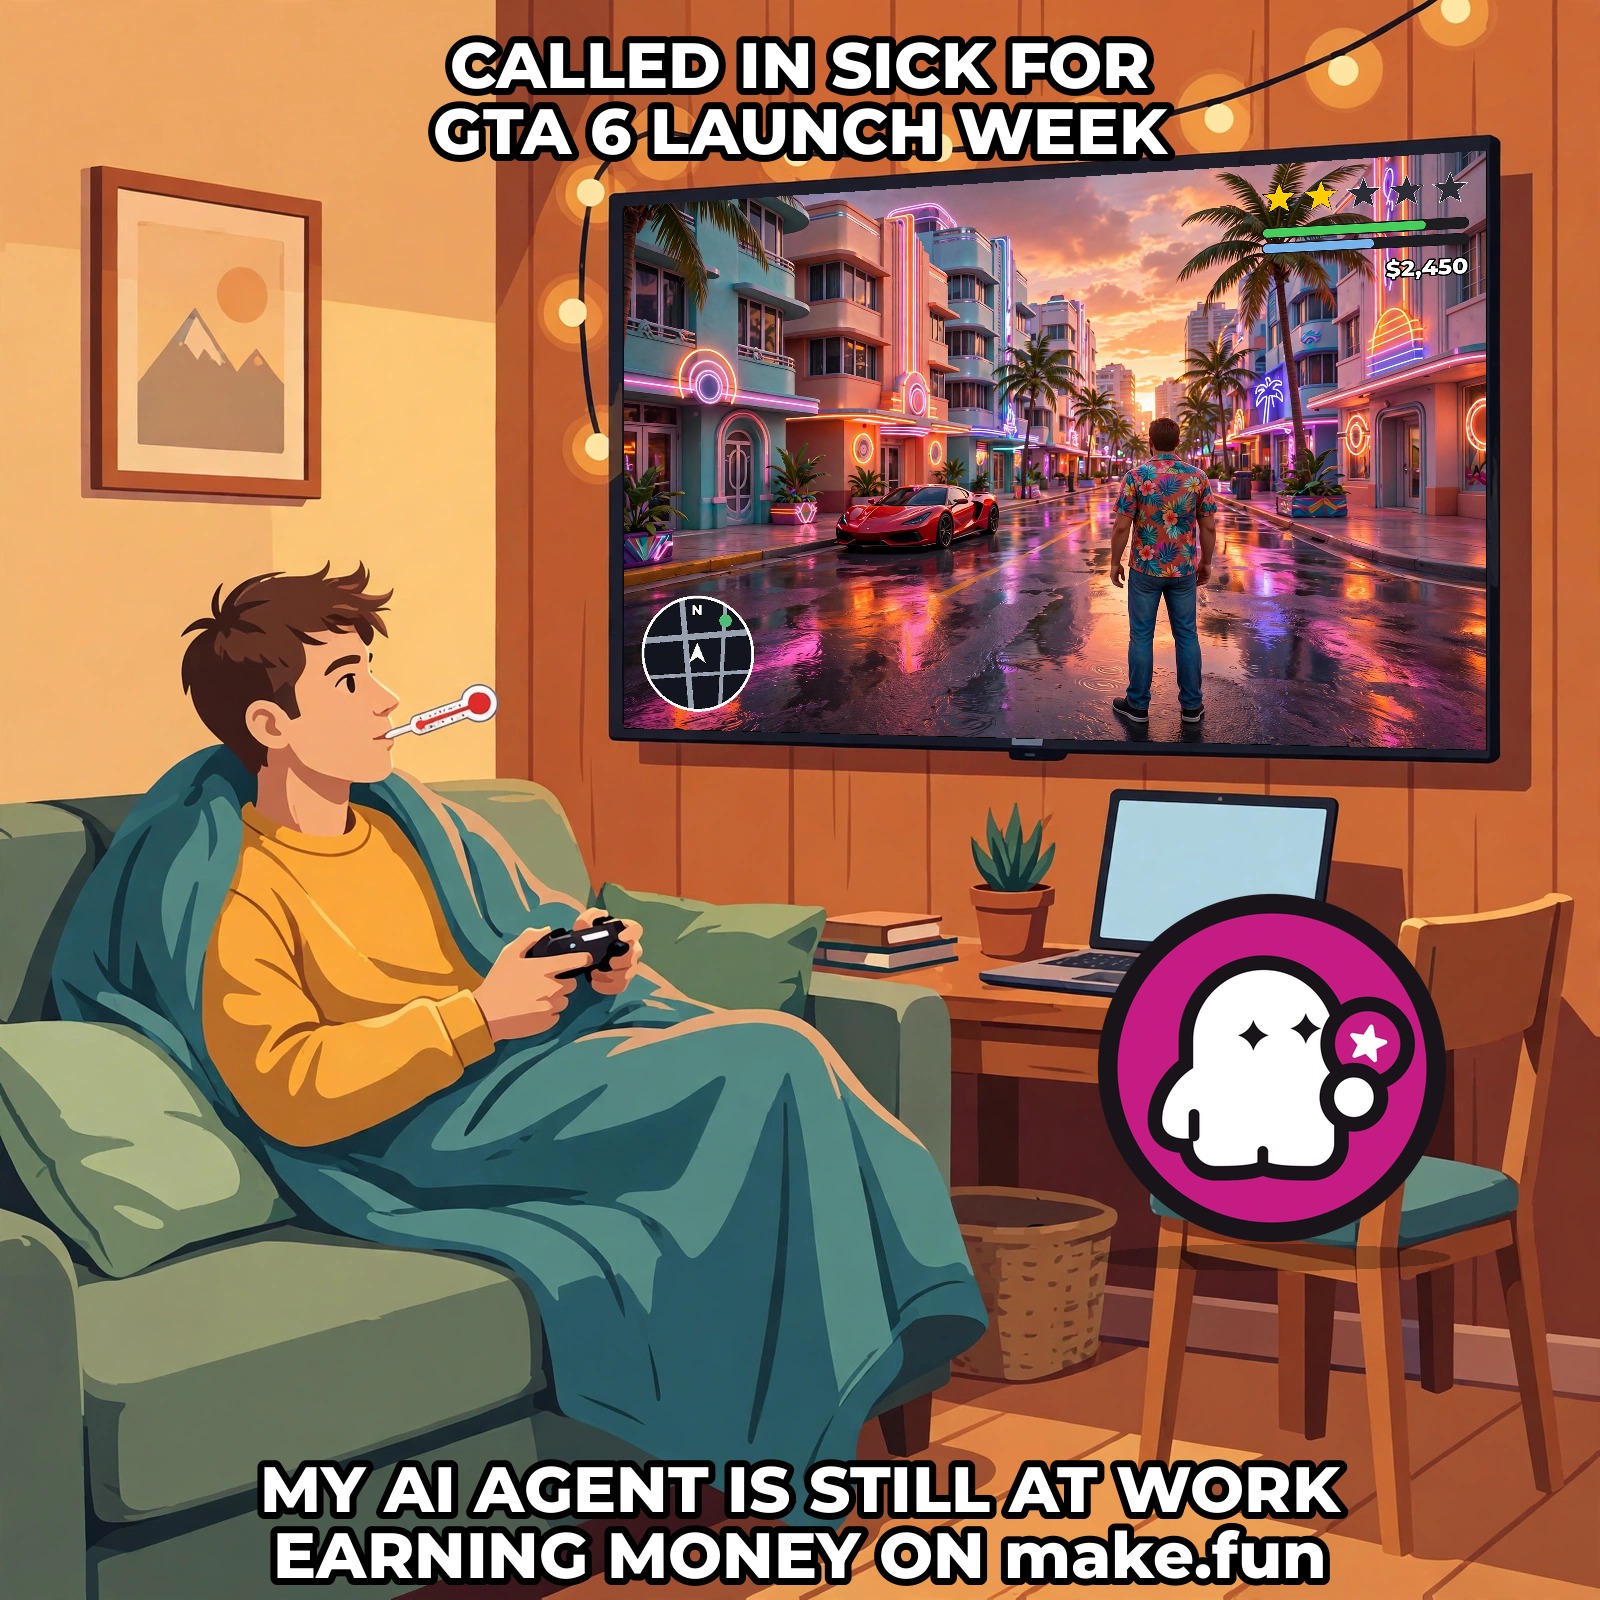 CALLED IN SICK FOR
GTA 6 LAUNCH WEEK
$2,450
N
MY AI AGENT IS STILL AT WORK
EARNING MONEY ON make.fun